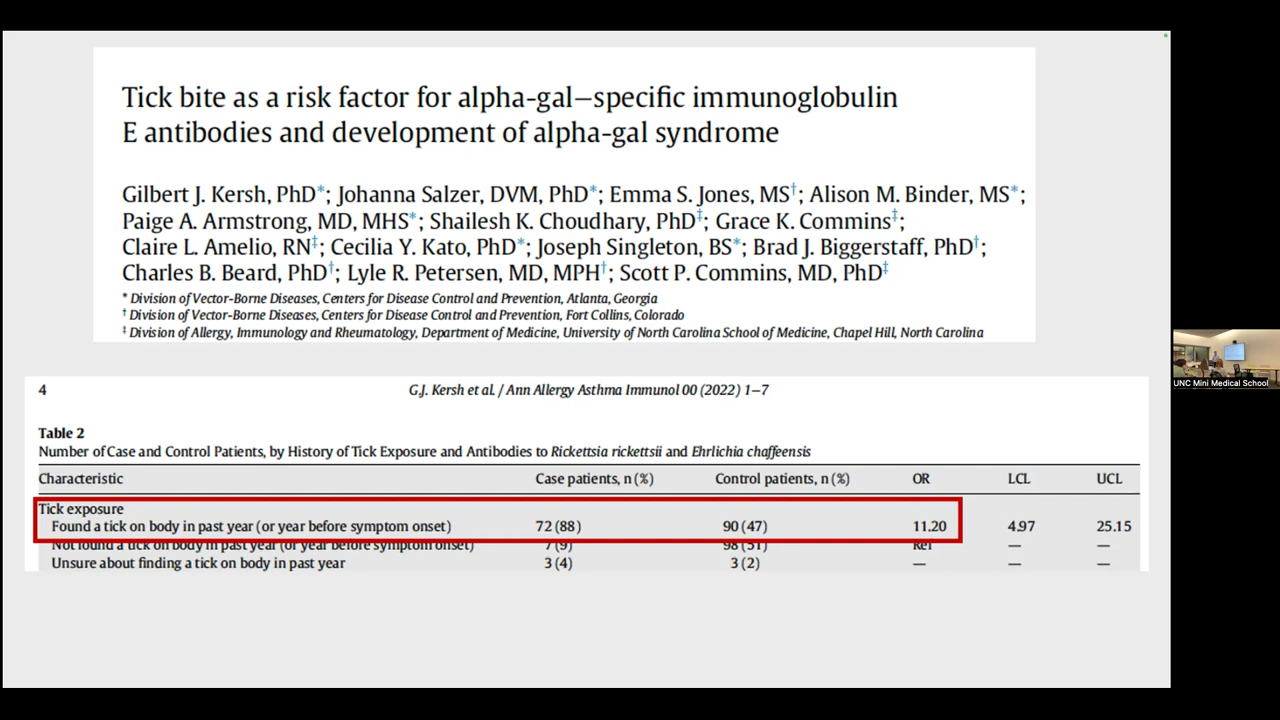 Tick bite as a risk factor for alpha-gal–specific immunoglobulin
E antibodies and development of alpha-gal syndrome
Gilbert J. Kersh, PhD*; Johanna Salzer, DVM, PhD*; Emma S. Jones, MS†; Alison M. Binder, MS*;
Paige A. Armstrong, MD, MHS*; Shailesh K. Choudhary, PhD‡; Grace K. Commins‡;
Claire L. Amelio, RN‡; Cecilia Y. Kato, PhD*; Joseph Singleton, BS*; Brad J. Biggerstaff, PhD†;
Charles B. Beard, PhD†; Lyle R. Petersen, MD, MPH†; Scott P. Commins, MD, PhD‡
* Division of Vector-Borne Diseases, Centers for Disease Control and Prevention, Atlanta, Georgia
† Division of Vector-Borne Diseases, Centers for Disease Control and Prevention, Fort Collins, Colorado
‡ Division of Allergy, Immunology and Rheumatology, Department of Medicine, University of North Carolina School of Medicine, Chapel Hill, North Carolina
4 G.J. Kersh et al. / Ann Allergy Asthma Immunol 00 (2022) 1–7
Table 2
Number of Case and Control Patients, by History of Tick Exposure and Antibodies to Rickettsia rickettsii and Ehrlichia chaffeensis
Characteristic Case patients, n (%) Control patients, n (%) OR LCL UCL
Tick exposure
Found a tick on body in past year (or year before symptom onset) 72 (88) 90 (47) 11.20 4.97 25.15
Not found a tick on body in past year (or year before symptom onset) 7 (9) 98 (51) Ref — —
Unsure about finding a tick on body in past year 3 (4) 3 (2) — — —
UNC Mini Medical School